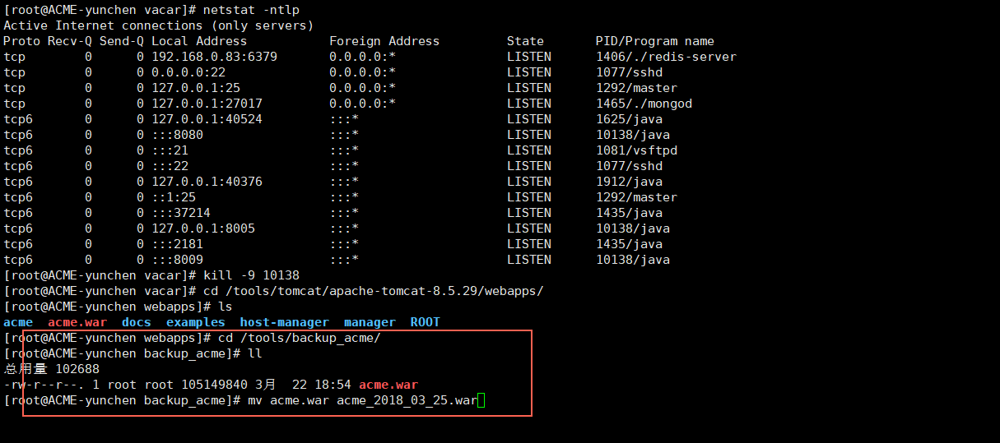 [root@ACME-yunchen vacar]# netstat -ntlp
Active Internet connections (only servers)
Proto Recv-Q Send-Q Local Address           Foreign Address         State       PID/Program name
tcp        0      0 192.168.0.83:6379       0.0.0.0:*               LISTEN      1406/./redis-server
tcp        0      0 0.0.0.0:22              0.0.0.0:*               LISTEN      1077/sshd
tcp        0      0 127.0.0.1:25            0.0.0.0:*               LISTEN      1292/master
tcp        0      0 127.0.0.1:27017         0.0.0.0:*               LISTEN      1465/./mongod
tcp6       0      0 127.0.0.1:40524         :::*                    LISTEN      1625/java
tcp6       0      0 :::8080                 :::*                    LISTEN      10138/java
tcp6       0      0 :::21                   :::*                    LISTEN      1081/vsftpd
tcp6       0      0 :::22                   :::*                    LISTEN      1077/sshd
tcp6       0      0 127.0.0.1:40376         :::*                    LISTEN      1912/java
tcp6       0      0 ::1:25                  :::*                    LISTEN      1292/master
tcp6       0      0 :::37214                :::*                    LISTEN      1435/java
tcp6       0      0 127.0.0.1:8005          :::*                    LISTEN      10138/java
tcp6       0      0 :::2181                 :::*                    LISTEN      1435/java
tcp6       0      0 :::8009                 :::*                    LISTEN      10138/java
[root@ACME-yunchen vacar]# kill -9 10138
[root@ACME-yunchen vacar]# cd /tools/tomcat/apache-tomcat-8.5.29/webapps/
[root@ACME-yunchen webapps]# ls
acme  acme.war  docs  examples  host-manager  manager  ROOT
[root@ACME-yunchen webapps]# cd /tools/backup_acme/
[root@ACME-yunchen backup_acme]# ll
总用量 102688
-rw-r--r--. 1 root root 105149840 3月  22 18:54 acme.war
[root@ACME-yunchen backup_acme]# mv acme.war acme_2018_03_25.war